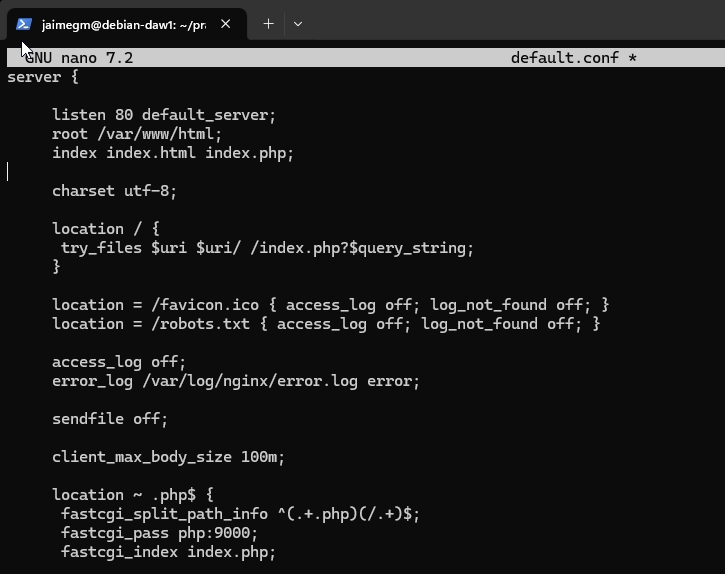 jaimegm@debian-daw1: ~/pra
GNU nano 7.2 default.conf *
server {
listen 80 default_server;
root /var/www/html;
index index.html index.php;
charset utf-8;
location / {
try_files $uri $uri/ /index.php?$query_string;
}
location = /favicon.ico { access_log off; log_not_found off; }
location = /robots.txt { access_log off; log_not_found off; }
access_log off;
error_log /var/log/nginx/error.log error;
sendfile off;
client_max_body_size 100m;
location ~ .php$ {
fastcgi_split_path_info ^(.+.php)(/.+)$;
fastcgi_pass php:9000;
fastcgi_index index.php;